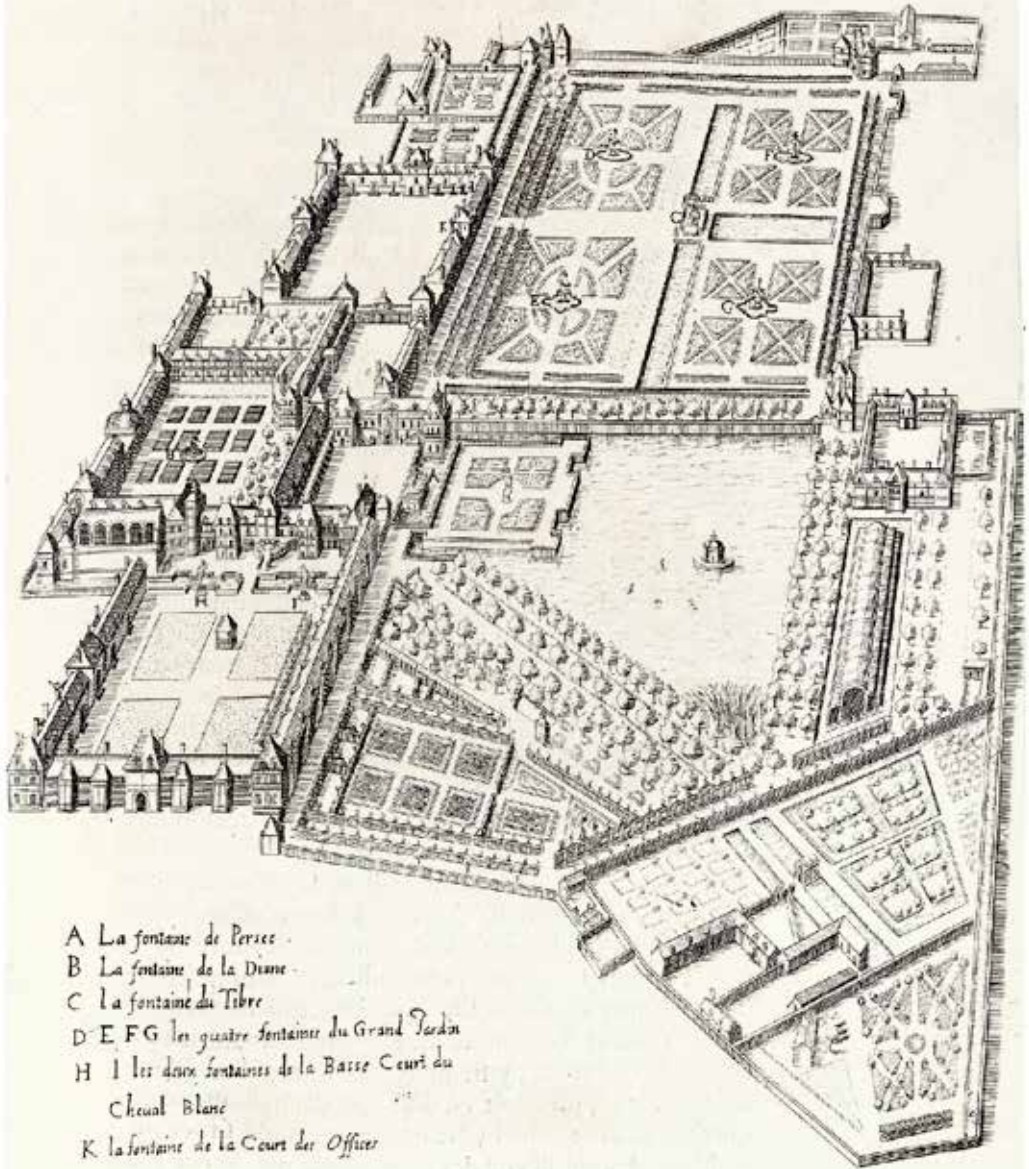 A La fontaine de Persee.
B La fontaine de la Diane.
C la fontaine du Tibre
D E F G les quatre fontaines du Grand Jardin
H I les deux fontaines de la Basse Court du
Cheual Blanc
K la fontaine de la Court des Offices